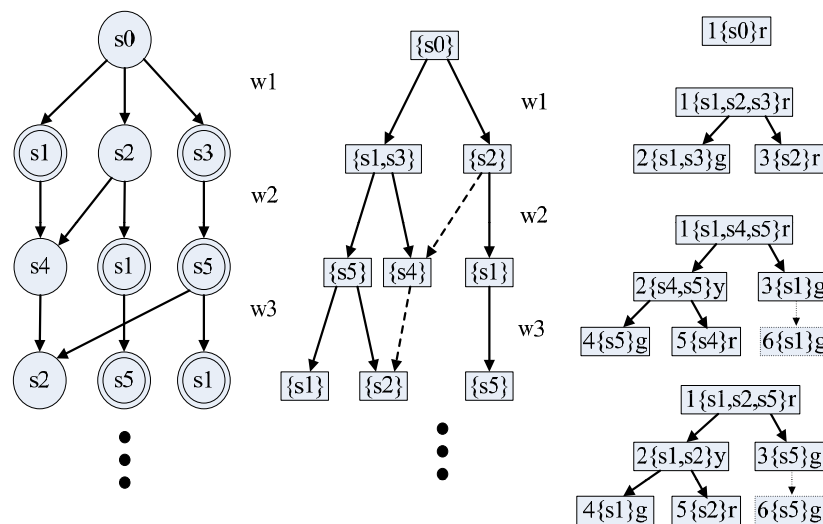 s0
w1
s1
s2
s3
w2
s4
s1
s5
w3
s2
s5
s1
{s0}
w1
{s1,s3}
{s2}
w2
{s5}
{s4}
{s1}
w3
{s1}
{s2}
{s5}
1{s0}r
1{s1,s2,s3}r
2{s1,s3}g
3{s2}r
1{s1,s4,s5}r
2{s4,s5}y
3{s1}g
4{s5}g
5{s4}r
6{s1}g
1{s1,s2,s5}r
2{s1,s2}y
3{s5}g
4{s1}g
5{s2}r
6{s5}g